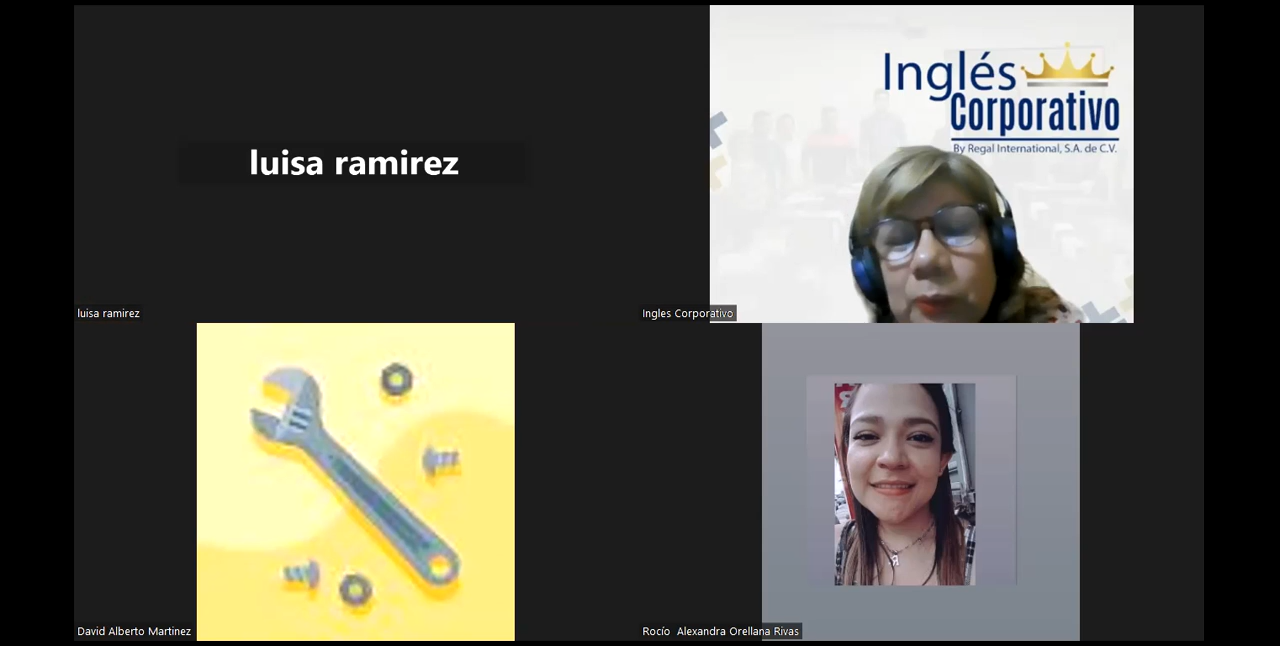 luisa ramirez
luisa ramirez
Inglés
Corporativo
By Regal International, S.A. de C.V.
Ingles Corporativo
David Alberto Martinez
Rocío Alexandra Orellana Rivas